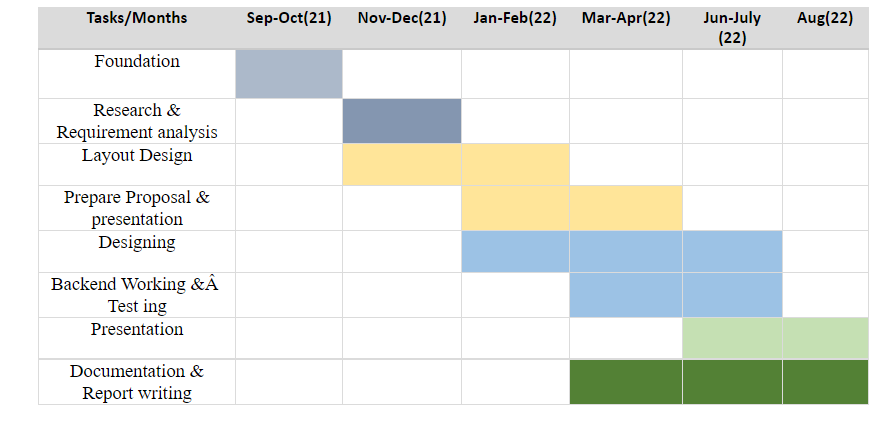 Tasks/Months Sep-Oct(21) Nov-Dec(21) Jan-Feb(22) Mar-Apr(22) Jun-July (22) Aug(22)
Foundation
Research &
Requirement analysis
Layout Design
Prepare Proposal &
presentation
Designing
Backend Working &Â
Test ing
Presentation
Documentation &
Report writing